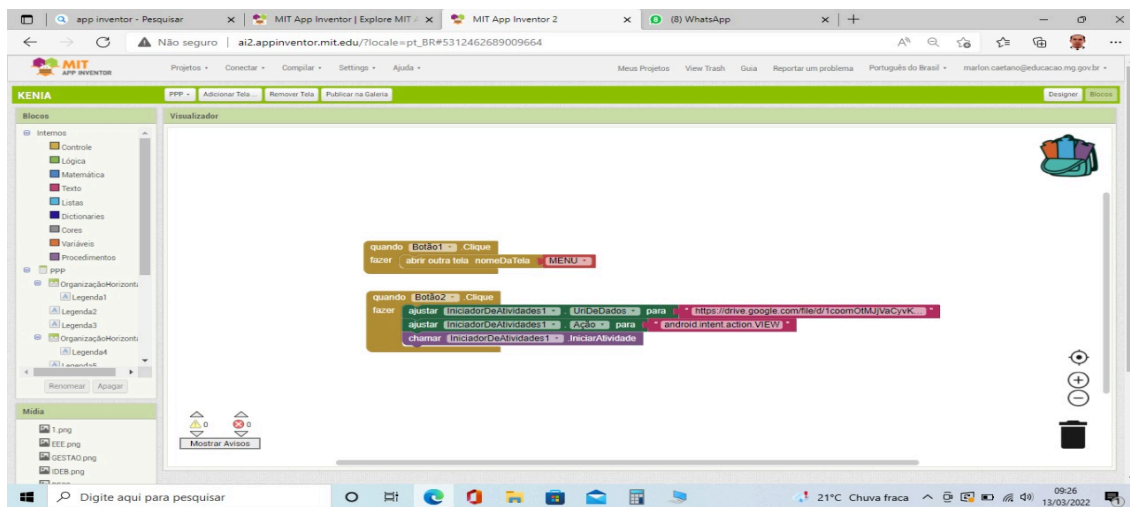 app inventor - Pesquisar
MIT App Inventor | Explore MIT A
MIT App Inventor 2
(8) WhatsApp
Não seguro | ai2.appinventor.mit.edu/?locale=pt_BR#5312462689009664
MIT
APP INVENTOR
Projetos Conectar Compilar Settings Ajuda
Meus Projetos View Trash Guia Reportar um problema Português do Brasil marlon.caetano@educacao.mg.gov.br
KENIA
PPP Adicionar Tela ... Remover Tela Publicar na Galeria
Designer Blocos
Blocos
Visualizador
Internos
Controle
Lógica
Matemática
Texto
Listas
Dictionaries
Cores
Variáveis
Procedimentos
PPP
OrganizaçãoHorizonta
Legenda1
Legenda2
Legenda3
OrganizaçãoHorizonta
Legenda4
Legenda5
Renomear Apagar
quando Botão1 .Clique
fazer abrir outra tela nomeDaTela MENU
quando Botão2 .Clique
fazer ajustar IniciadorDeAtividades1 . UriDeDados para " https://drive.google.com/file/d/1coomOtMJjVaCyvK... "
ajustar IniciadorDeAtividades1 . Ação para " android.intent.action.VIEW "
chamar IniciadorDeAtividades1 .IniciarAtividade
Mídia
1.png
EEE.png
GESTAO.png
IDEB.png
0 0
Mostrar Avisos
Digite aqui para pesquisar
21°C Chuva fraca
09:26
13/03/2022